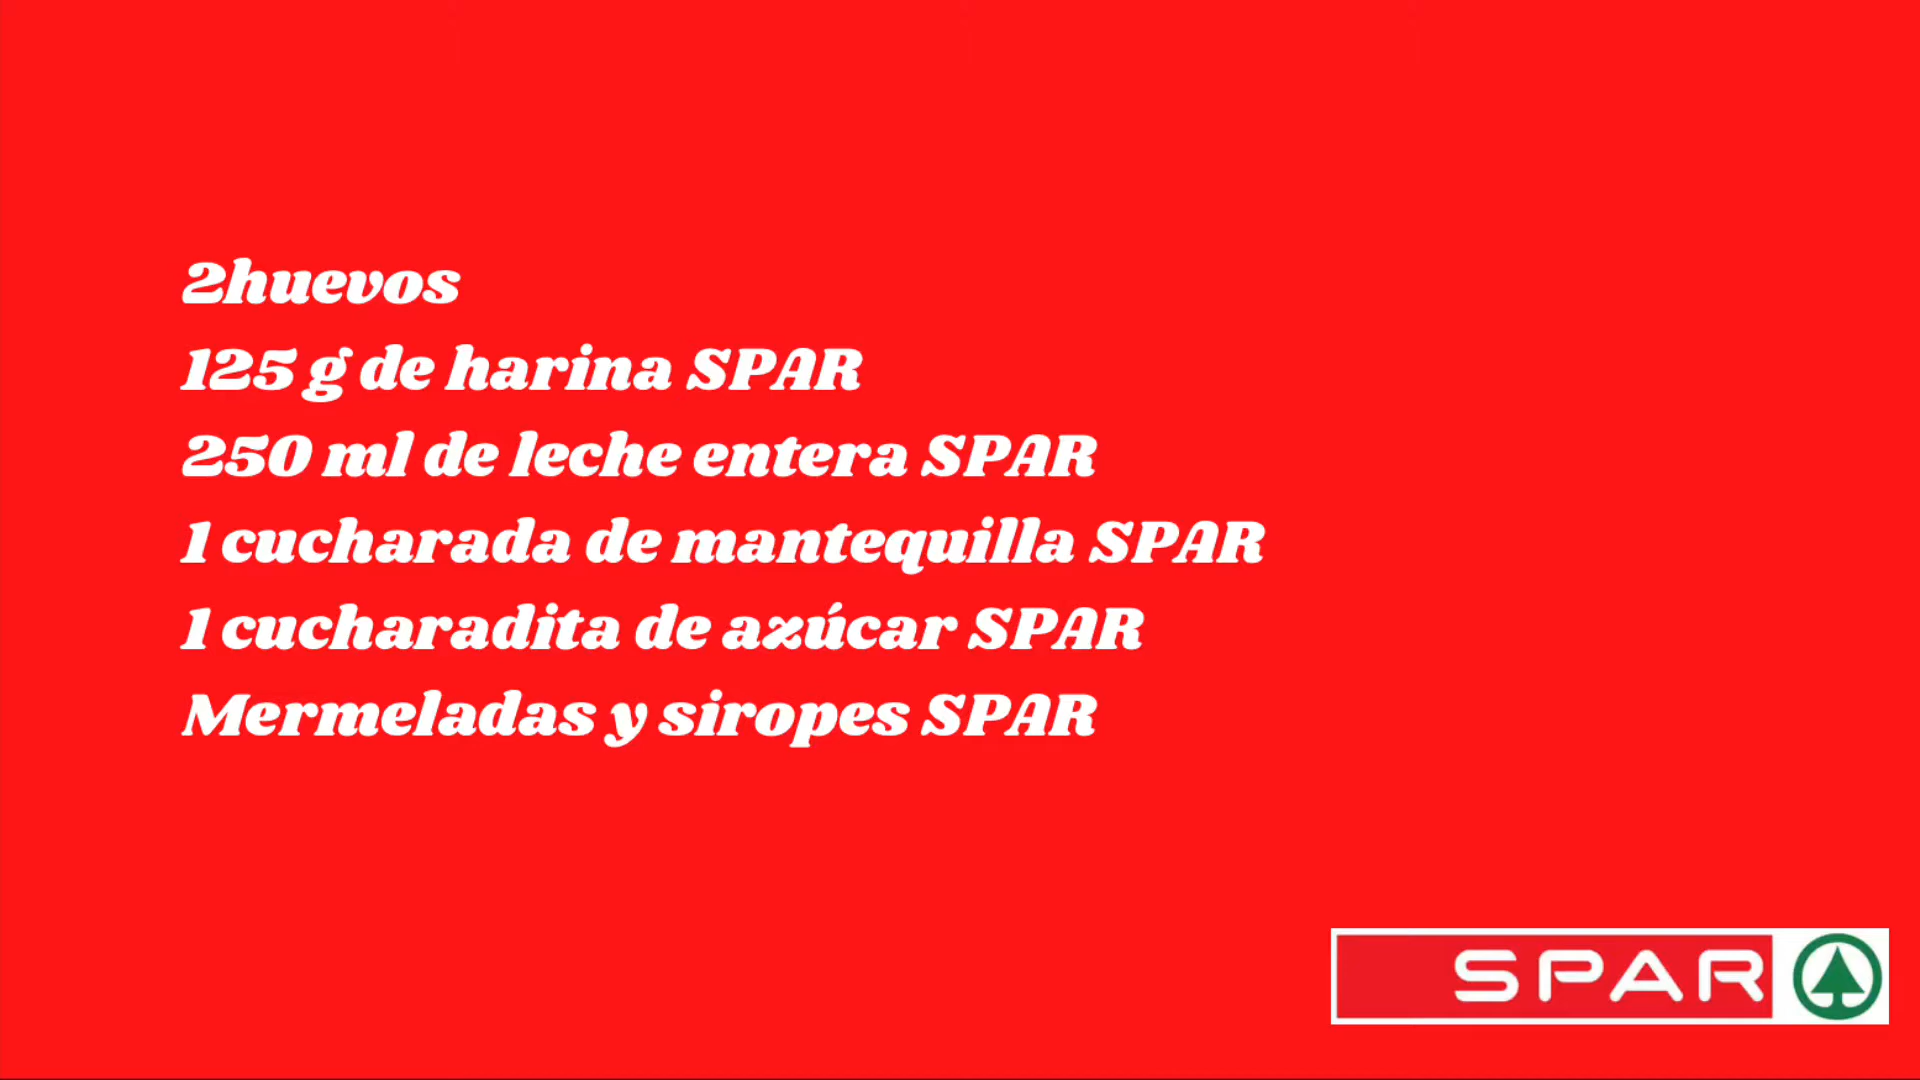 2huevos
125 g de harina SPAR
250 ml de leche entera SPAR
1 cucharada de mantequilla SPAR
1 cucharadita de azúcar SPAR
Mermeladas y siropes SPAR
SPAR